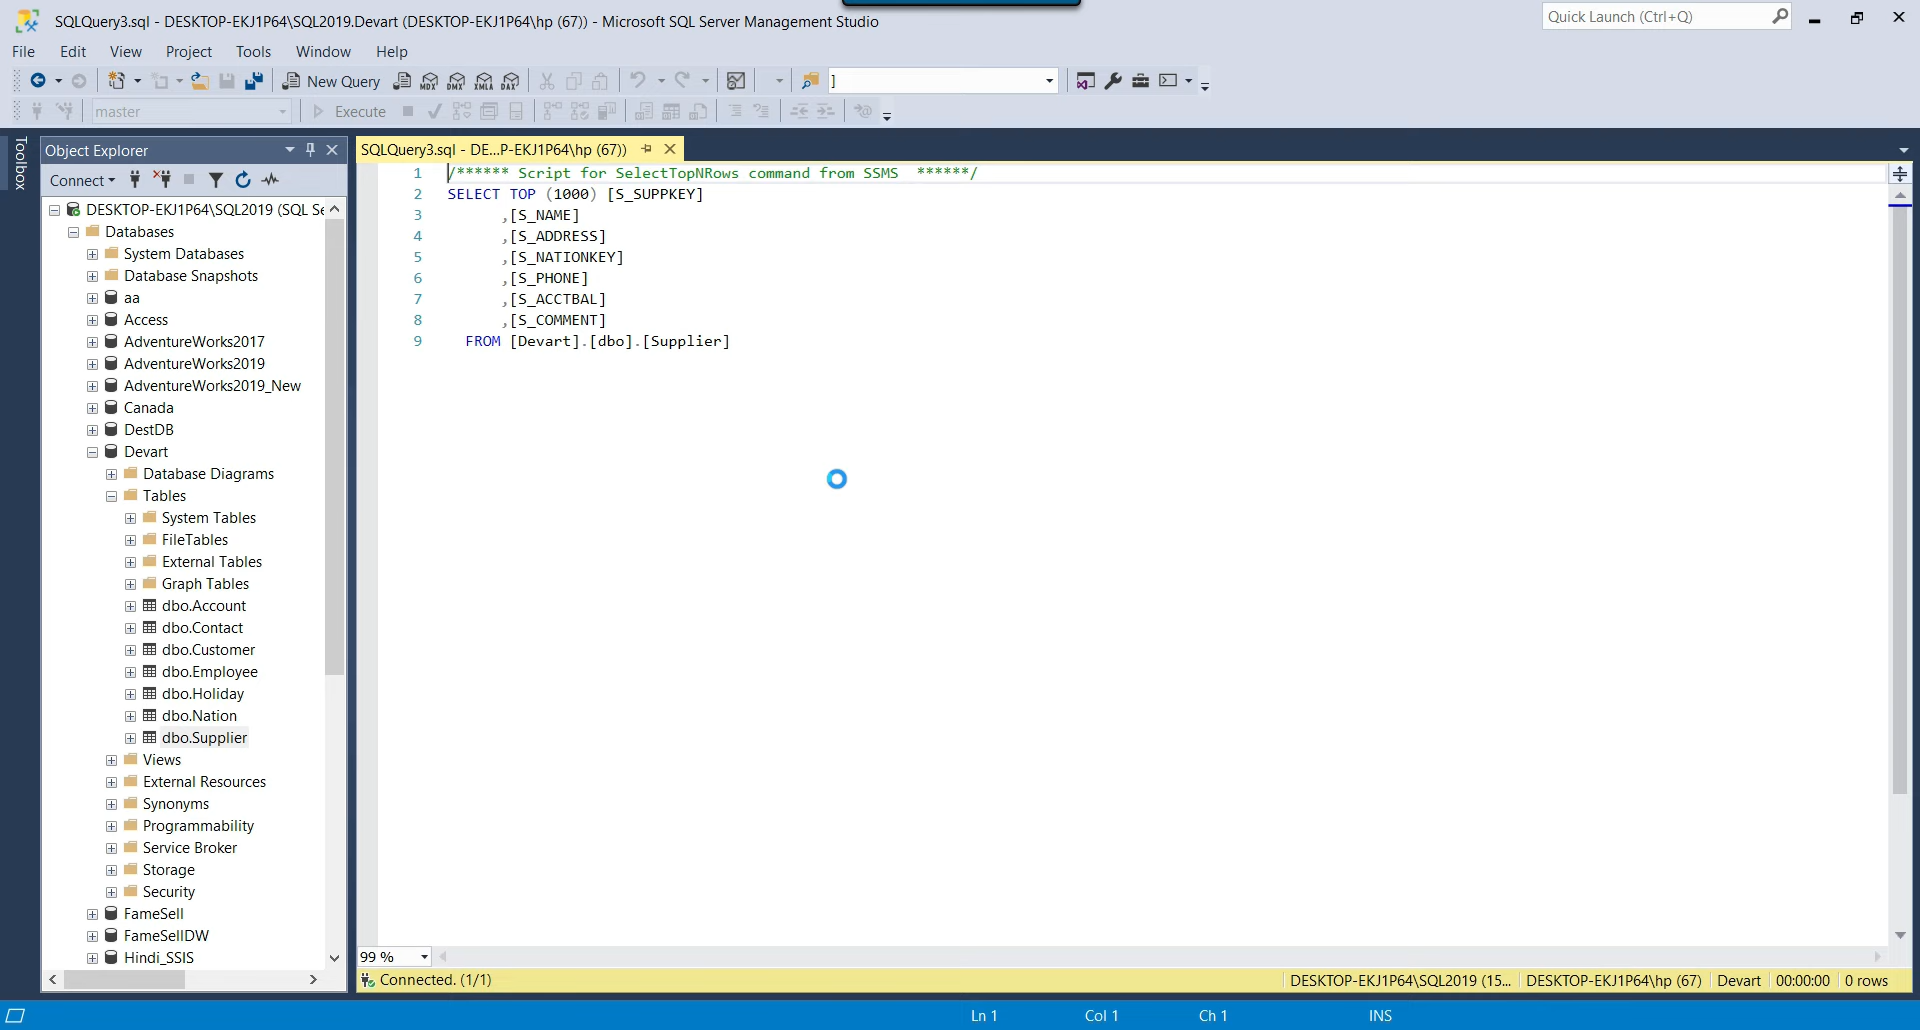 SQLQuery3.sql - DESKTOP-EKJ1P64\SQL2019.Devart (DESKTOP-EKJ1P64\hp (67)) - Microsoft SQL Server Management Studio
Quick Launch (Ctrl+Q)
File Edit View Project Tools Window Help
New Query MDX DMX XMLA DAX ]
master Execute
Toolbox
Object Explorer
Connect
DESKTOP-EKJ1P64\SQL2019 (SQL Se
Databases
System Databases
Database Snapshots
aa
Access
AdventureWorks2017
AdventureWorks2019
AdventureWorks2019_New
Canada
DestDB
Devart
Database Diagrams
Tables
System Tables
FileTables
External Tables
Graph Tables
dbo.Account
dbo.Contact
dbo.Customer
dbo.Employee
dbo.Holiday
dbo.Nation
dbo.Supplier
Views
External Resources
Synonyms
Programmability
Service Broker
Storage
Security
FameSell
FameSellDW
Hindi_SSIS
SQLQuery3.sql - DE...P-EKJ1P64\hp (67))
1 /****** Script for SelectTopNRows command from SSMS  ******/
2 SELECT TOP (1000) [S_SUPPKEY]
3       ,[S_NAME]
4       ,[S_ADDRESS]
5       ,[S_NATIONKEY]
6       ,[S_PHONE]
7       ,[S_ACCTBAL]
8       ,[S_COMMENT]
9   FROM [Devart].[dbo].[Supplier]
99 %
Connected. (1/1)
DESKTOP-EKJ1P64\SQL2019 (15... DESKTOP-EKJ1P64\hp (67) Devart 00:00:00 0 rows
Ln 1 Col 1 Ch 1 INS